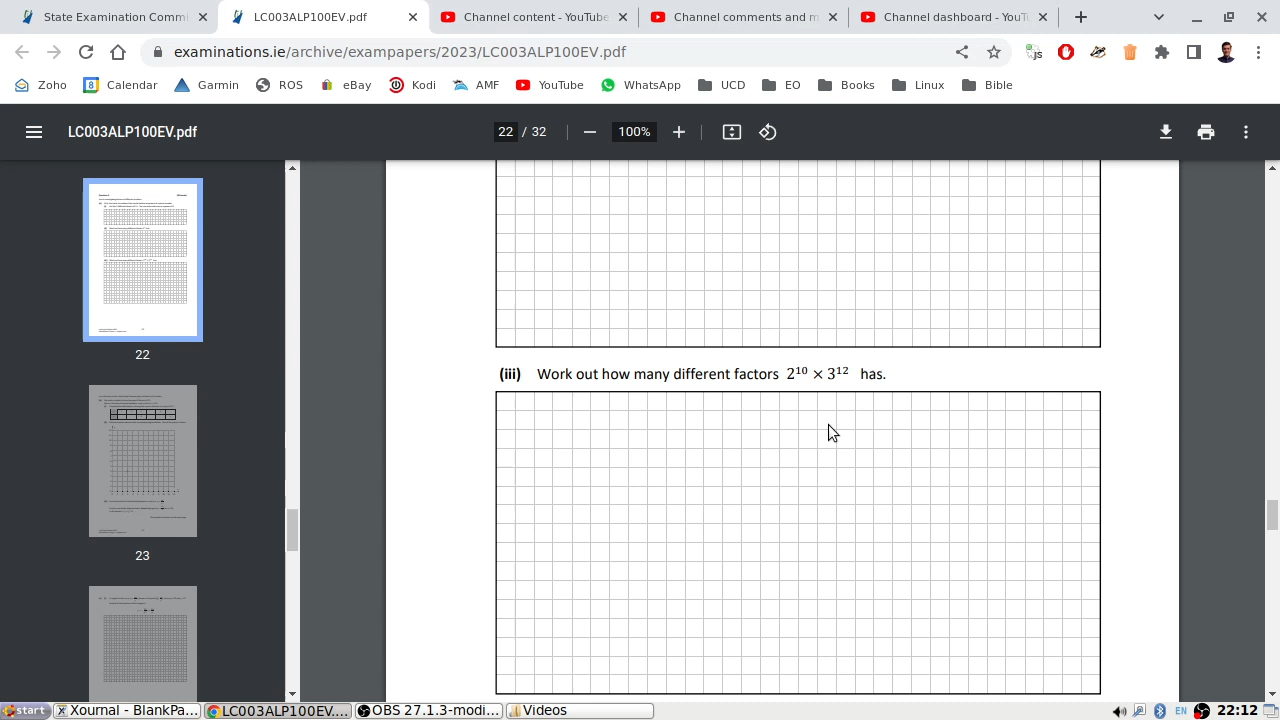 State Examination Commi
LC003ALP100EV.pdf
Channel content - YouTube
Channel comments and m
Channel dashboard - YouT
examinations.ie/archive/exampapers/2023/LC003ALP100EV.pdf
JS
Zoho
8 Calendar
Garmin
ROS
eBay
Kodi
AMF
YouTube
WhatsApp
UCD
EO
Books
Linux
Bible
LC003ALP100EV.pdf
22 / 32
100%
22
23
(iii) Work out how many different factors 2¹⁰ × 3¹² has.
start
Xournal - BlankPa...
LC003ALP100EV....
OBS 27.1.3-modi...
Videos
EN
22:12